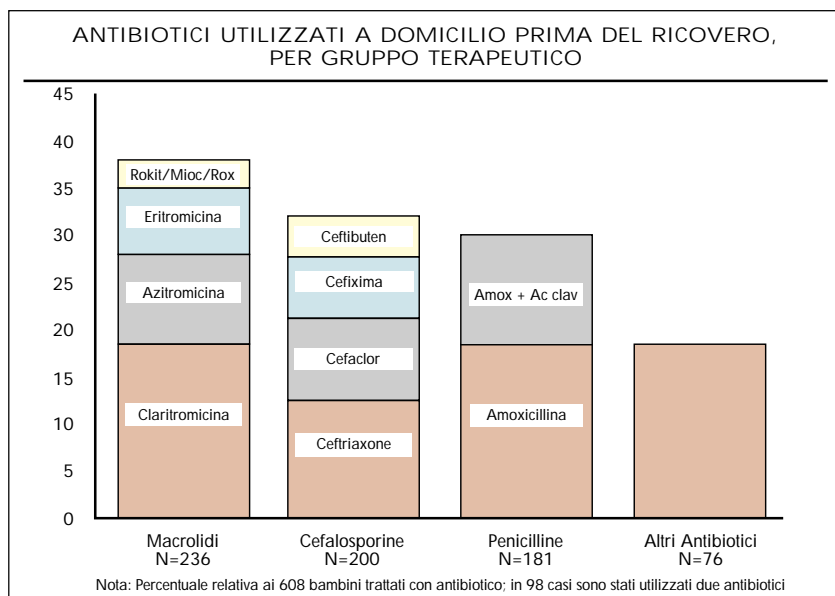 ANTIBIOTICI UTILIZZATI A DOMICILIO PRIMA DEL RICOVERO,
PER GRUPPO TERAPEUTICO
45
40
35
30
25
20
15
10
5
0
Rokit/Mioc/Rox
Eritromicina
Azitromicina
Claritromicina
Ceftibuten
Cefixima
Cefaclor
Ceftriaxone
Amox + Ac clav
Amoxicillina
Macrolidi
N=236
Cefalosporine
N=200
Penicilline
N=181
Altri Antibiotici
N=76
Nota: Percentuale relativa ai 608 bambini trattati con antibiotico; in 98 casi sono stati utilizzati due antibiotici